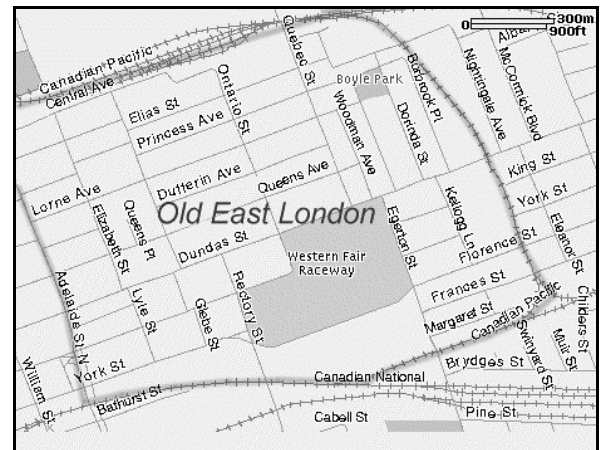 0
300m
900ft
Canadian Pacific
Central Ave
Quebec St
Alba
Boyle Park
Burbrook Pl
Nightingale Ave
McCormick Blvd
Ontario St
Elias St
Princess Ave
Woodman Ave
Dorinda St
King St
York St
Lorne Ave
Dufferin Ave
Queens Ave
Old East London
Elizabeth St
Queens Pl
Egerton St
Kellogg Ln
Eleanor St
Dundas St
Florence St
Western Fair
Raceway
Adelaide St N
Lyle St
Glebe St
Rectory St
Frances St
Margaret St
Canadian Pacific
Childers St
Swinyard St
Muir St
William St
York St
Brydges St
Canadian National
Bathurst St
Cabell St
Pine St